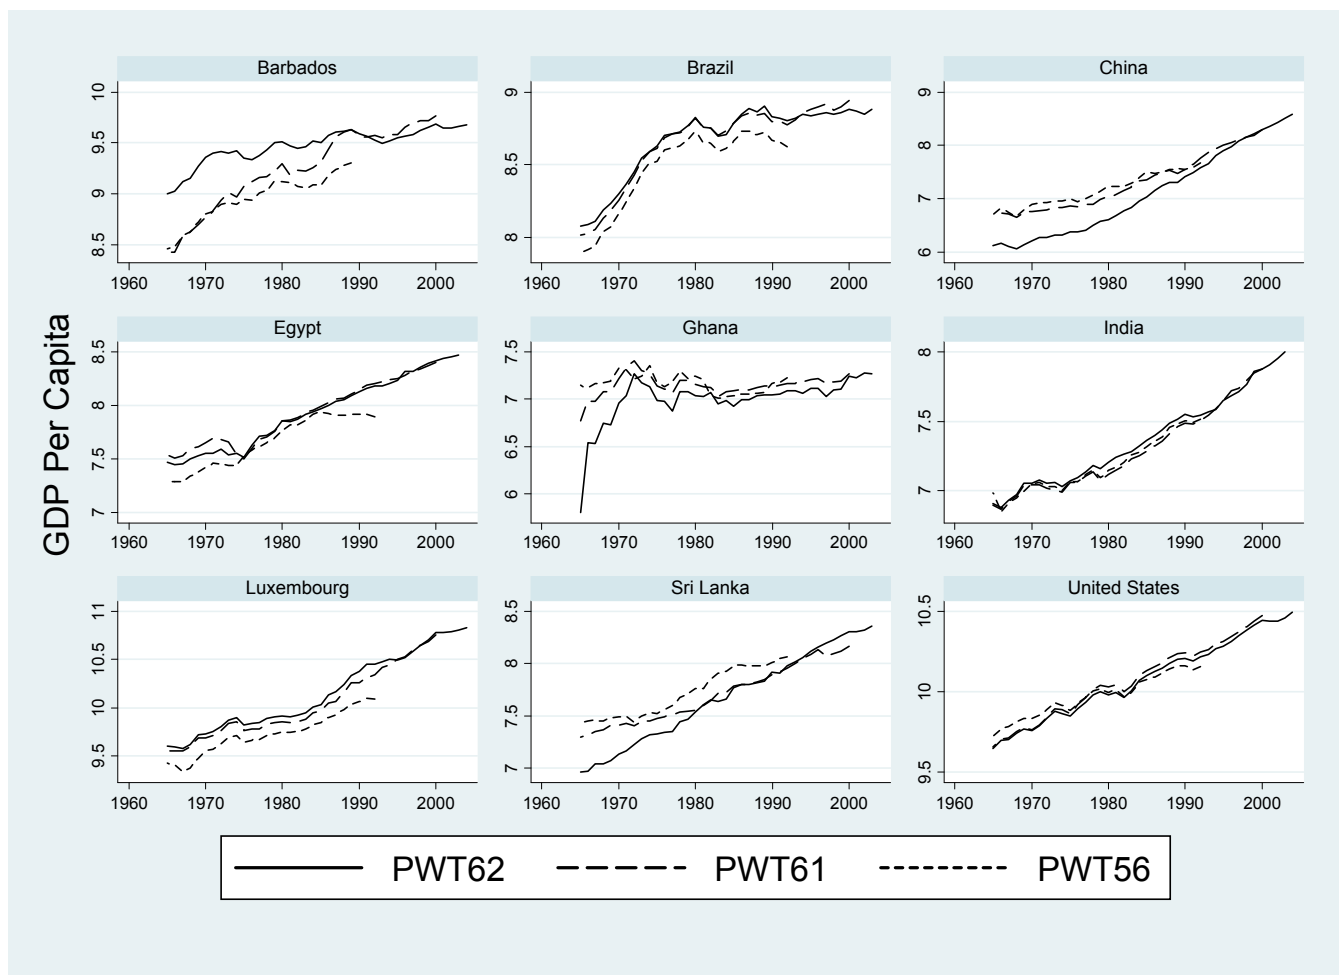 Barbados Brazil China
10 9 9
9.5 8
9 8.5 7
8.5 8 6
1960 1970 1980 1990 2000 1960 1970 1980 1990 2000 1960 1970 1980 1990 2000
GDP Per Capita
Egypt Ghana India
8.5 7.5 8
8 7 7.5
7.5 6.5
7 6 7
1960 1970 1980 1990 2000 1960 1970 1980 1990 2000 1960 1970 1980 1990 2000
Luxembourg Sri Lanka United States
11 8.5 10.5
10.5 8 10
10 7.5
9.5 7 9.5
1960 1970 1980 1990 2000 1960 1970 1980 1990 2000 1960 1970 1980 1990 2000
PWT62 PWT61 PWT56